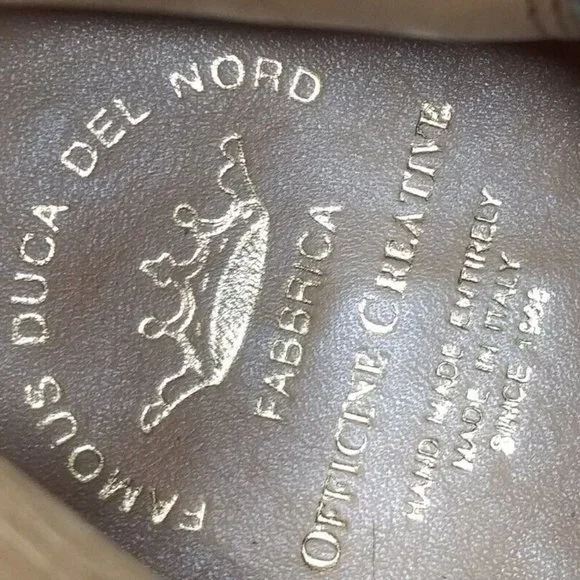 FAMOUS DUCA DEL NORD
FABBRICA
OFFICINE CREATIVE
HAND MADE ENTIRELY
MADE IN ITALY
SINCE